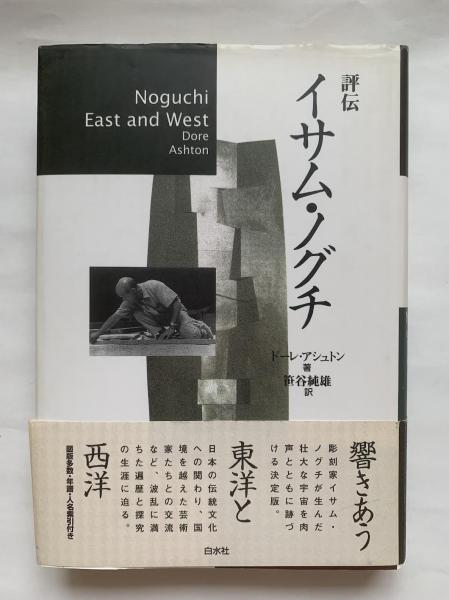 Noguchi
East and West
Dore
Ashton
評伝
イサム・ノグチ
ドーレ・アシュトン
著
笹谷純雄
訳
響きあう
東洋と
西洋
彫刻家イサム・
ノグチが生んだ
壮大な宇宙を肉
声とともに跡づ
ける決定版。
日本の伝統文化
への関わり、国
境を越えた芸術
家たちとの交流
など、波乱に満
ちた遍歴と探究
の生涯に迫る。
図版多数・年譜・人名索引付き
白水社